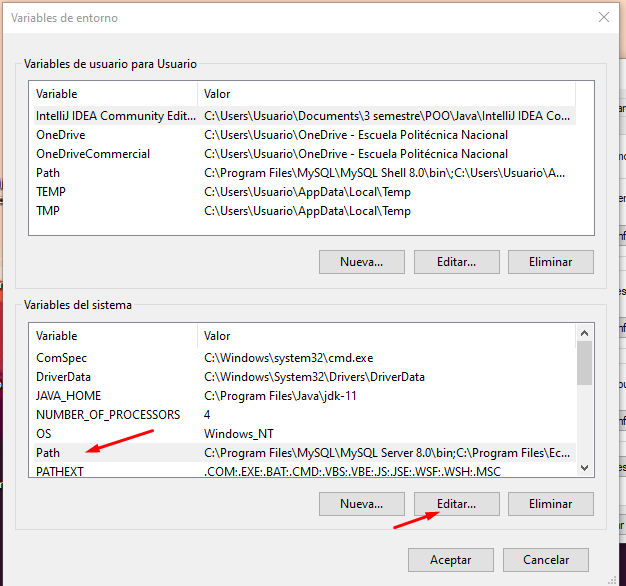 Variables de entorno
Variables de usuario para Usuario
Variable Valor
IntelliJ IDEA Community Edit... C:\Users\Usuario\Documents\3 semestre\POO\Java\IntelliJ IDEA Co...
OneDrive C:\Users\Usuario\OneDrive - Escuela Politécnica Nacional
OneDriveCommercial C:\Users\Usuario\OneDrive - Escuela Politécnica Nacional
Path C:\Program Files\MySQL\MySQL Shell 8.0\bin\;C:\Users\Usuario\A...
TEMP C:\Users\Usuario\AppData\Local\Temp
TMP C:\Users\Usuario\AppData\Local\Temp
Nueva... Editar... Eliminar
Variables del sistema
Variable Valor
ComSpec C:\Windows\system32\cmd.exe
DriverData C:\Windows\System32\Drivers\DriverData
JAVA_HOME C:\Program Files\Java\jdk-11
NUMBER_OF_PROCESSORS 4
OS Windows_NT
Path C:\Program Files\MySQL\MySQL Server 8.0\bin;C:\Program Files\Ec...
PATHEXT .COM;.EXE;.BAT;.CMD;.VBS;.VBE;.JS;.JSE;.WSF;.WSH;.MSC
Nueva... Editar... Eliminar
Aceptar Cancelar